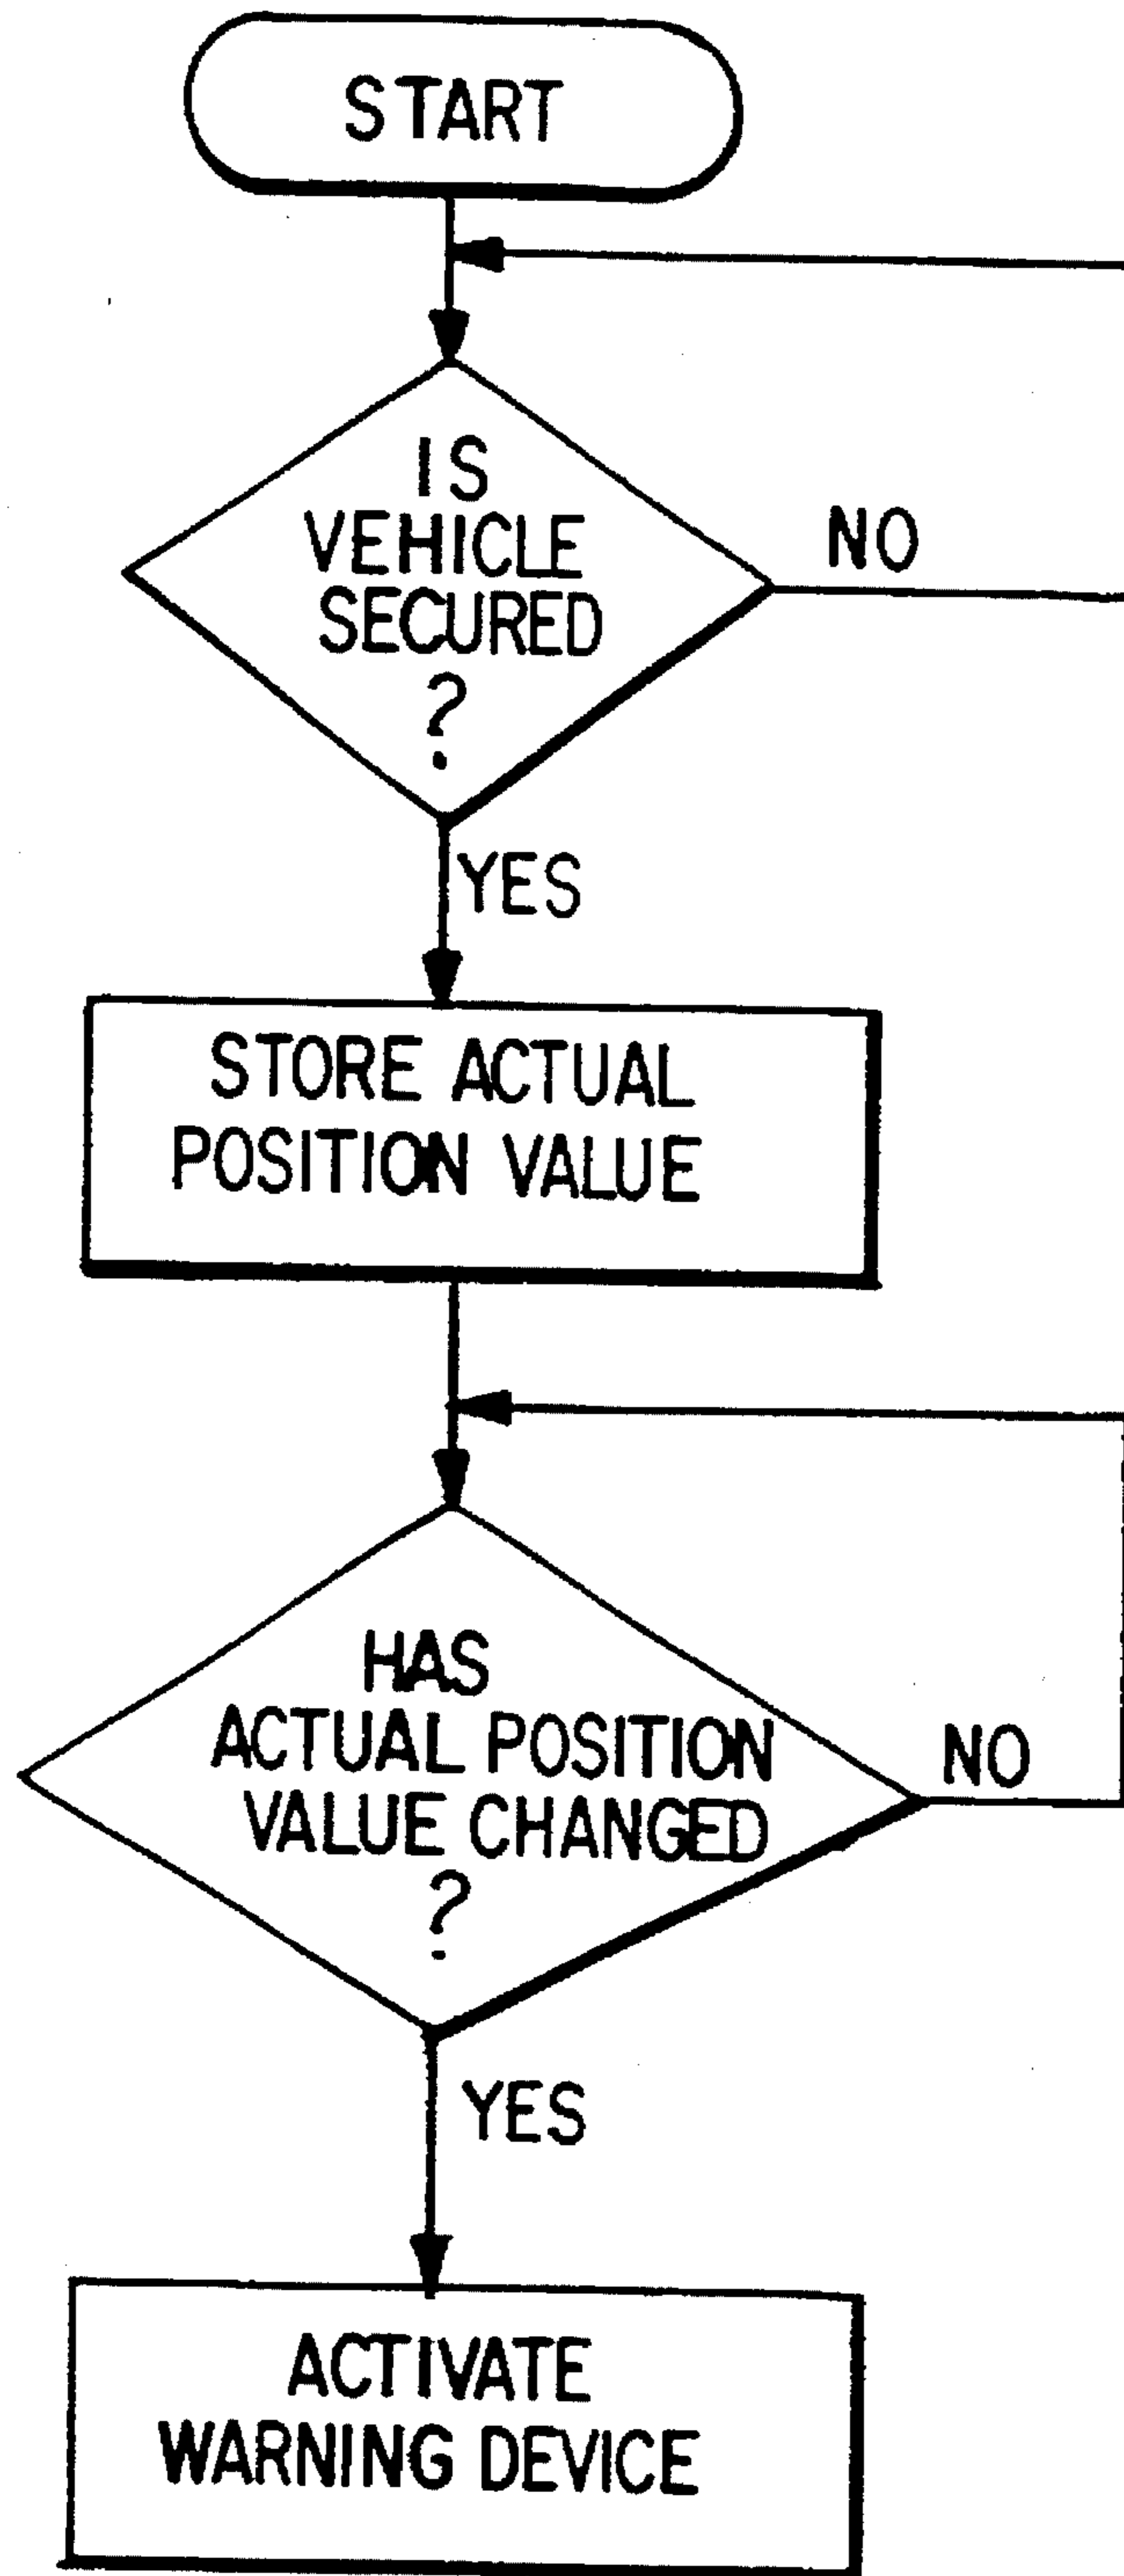 START
IS
VEHICLE
SECURED
?
NO
YES
STORE ACTUAL
POSITION VALUE
HAS
ACTUAL POSITION
VALUE CHANGED
?
NO
YES
ACTIVATE
WARNING DEVICE